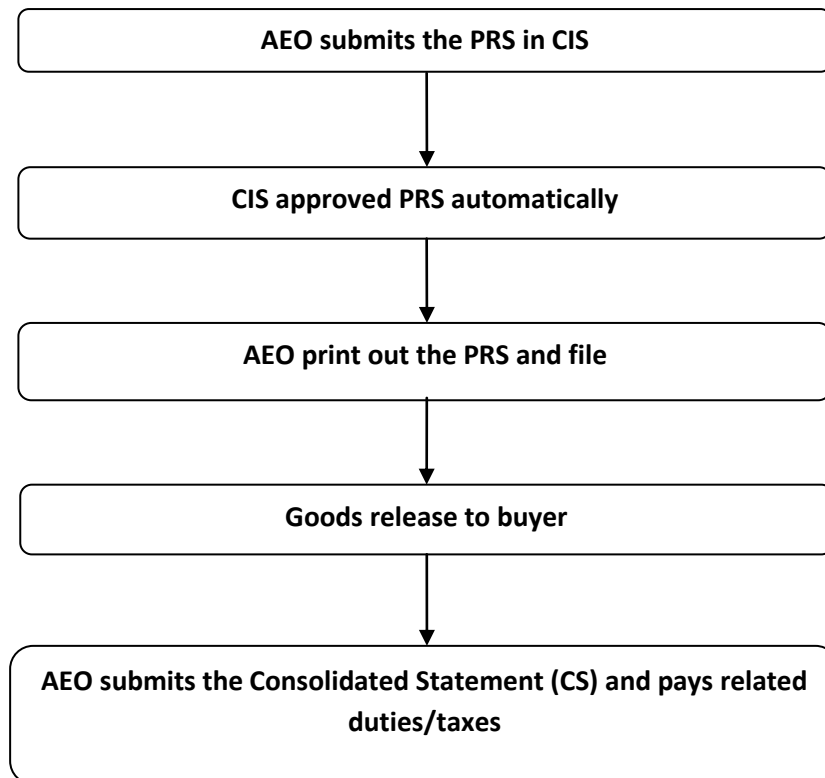 AEO submits the PRS in CIS
CIS approved PRS automatically
AEO print out the PRS and file
Goods release to buyer
AEO submits the Consolidated Statement (CS) and pays related
duties/taxes